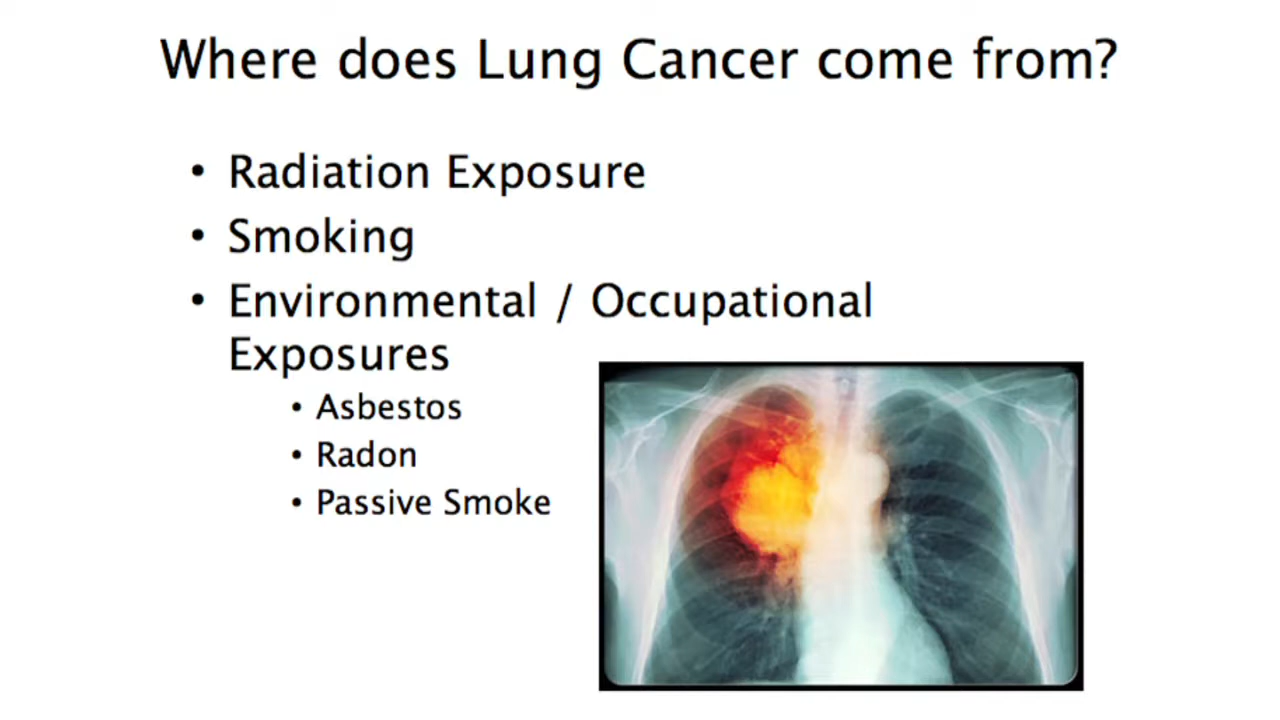 Where does Lung Cancer come from?
• Radiation Exposure
• Smoking
• Environmental / Occupational
Exposures
• Asbestos
• Radon
• Passive Smoke